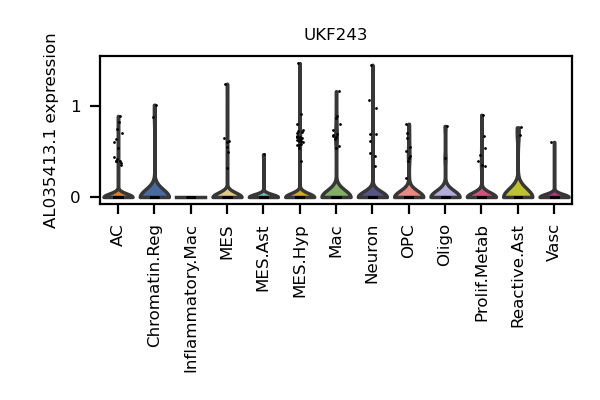 UKF243
AL035413.1 expression
1
0
AC
Chromatin.Reg
Inflammatory.Mac
MES
MES.Ast
MES.Hyp
Mac
Neuron
OPC
Oligo
Prolif.Metab
Reactive.Ast
Vasc